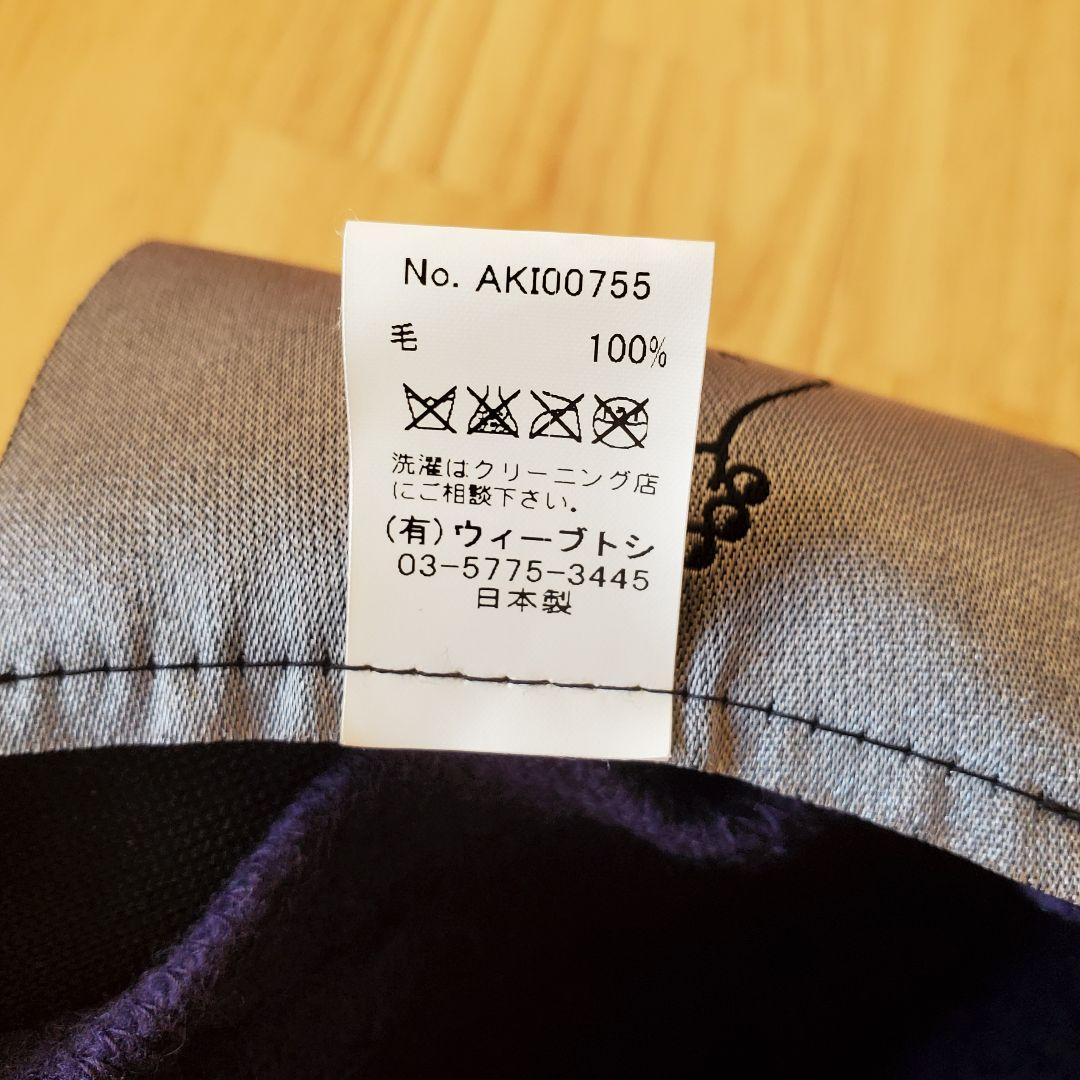 No. AKI00755
毛 100%
洗濯はクリーニング店
にご相談下さい。
(有)ウィーブトシ
03-5775-3445
日本製